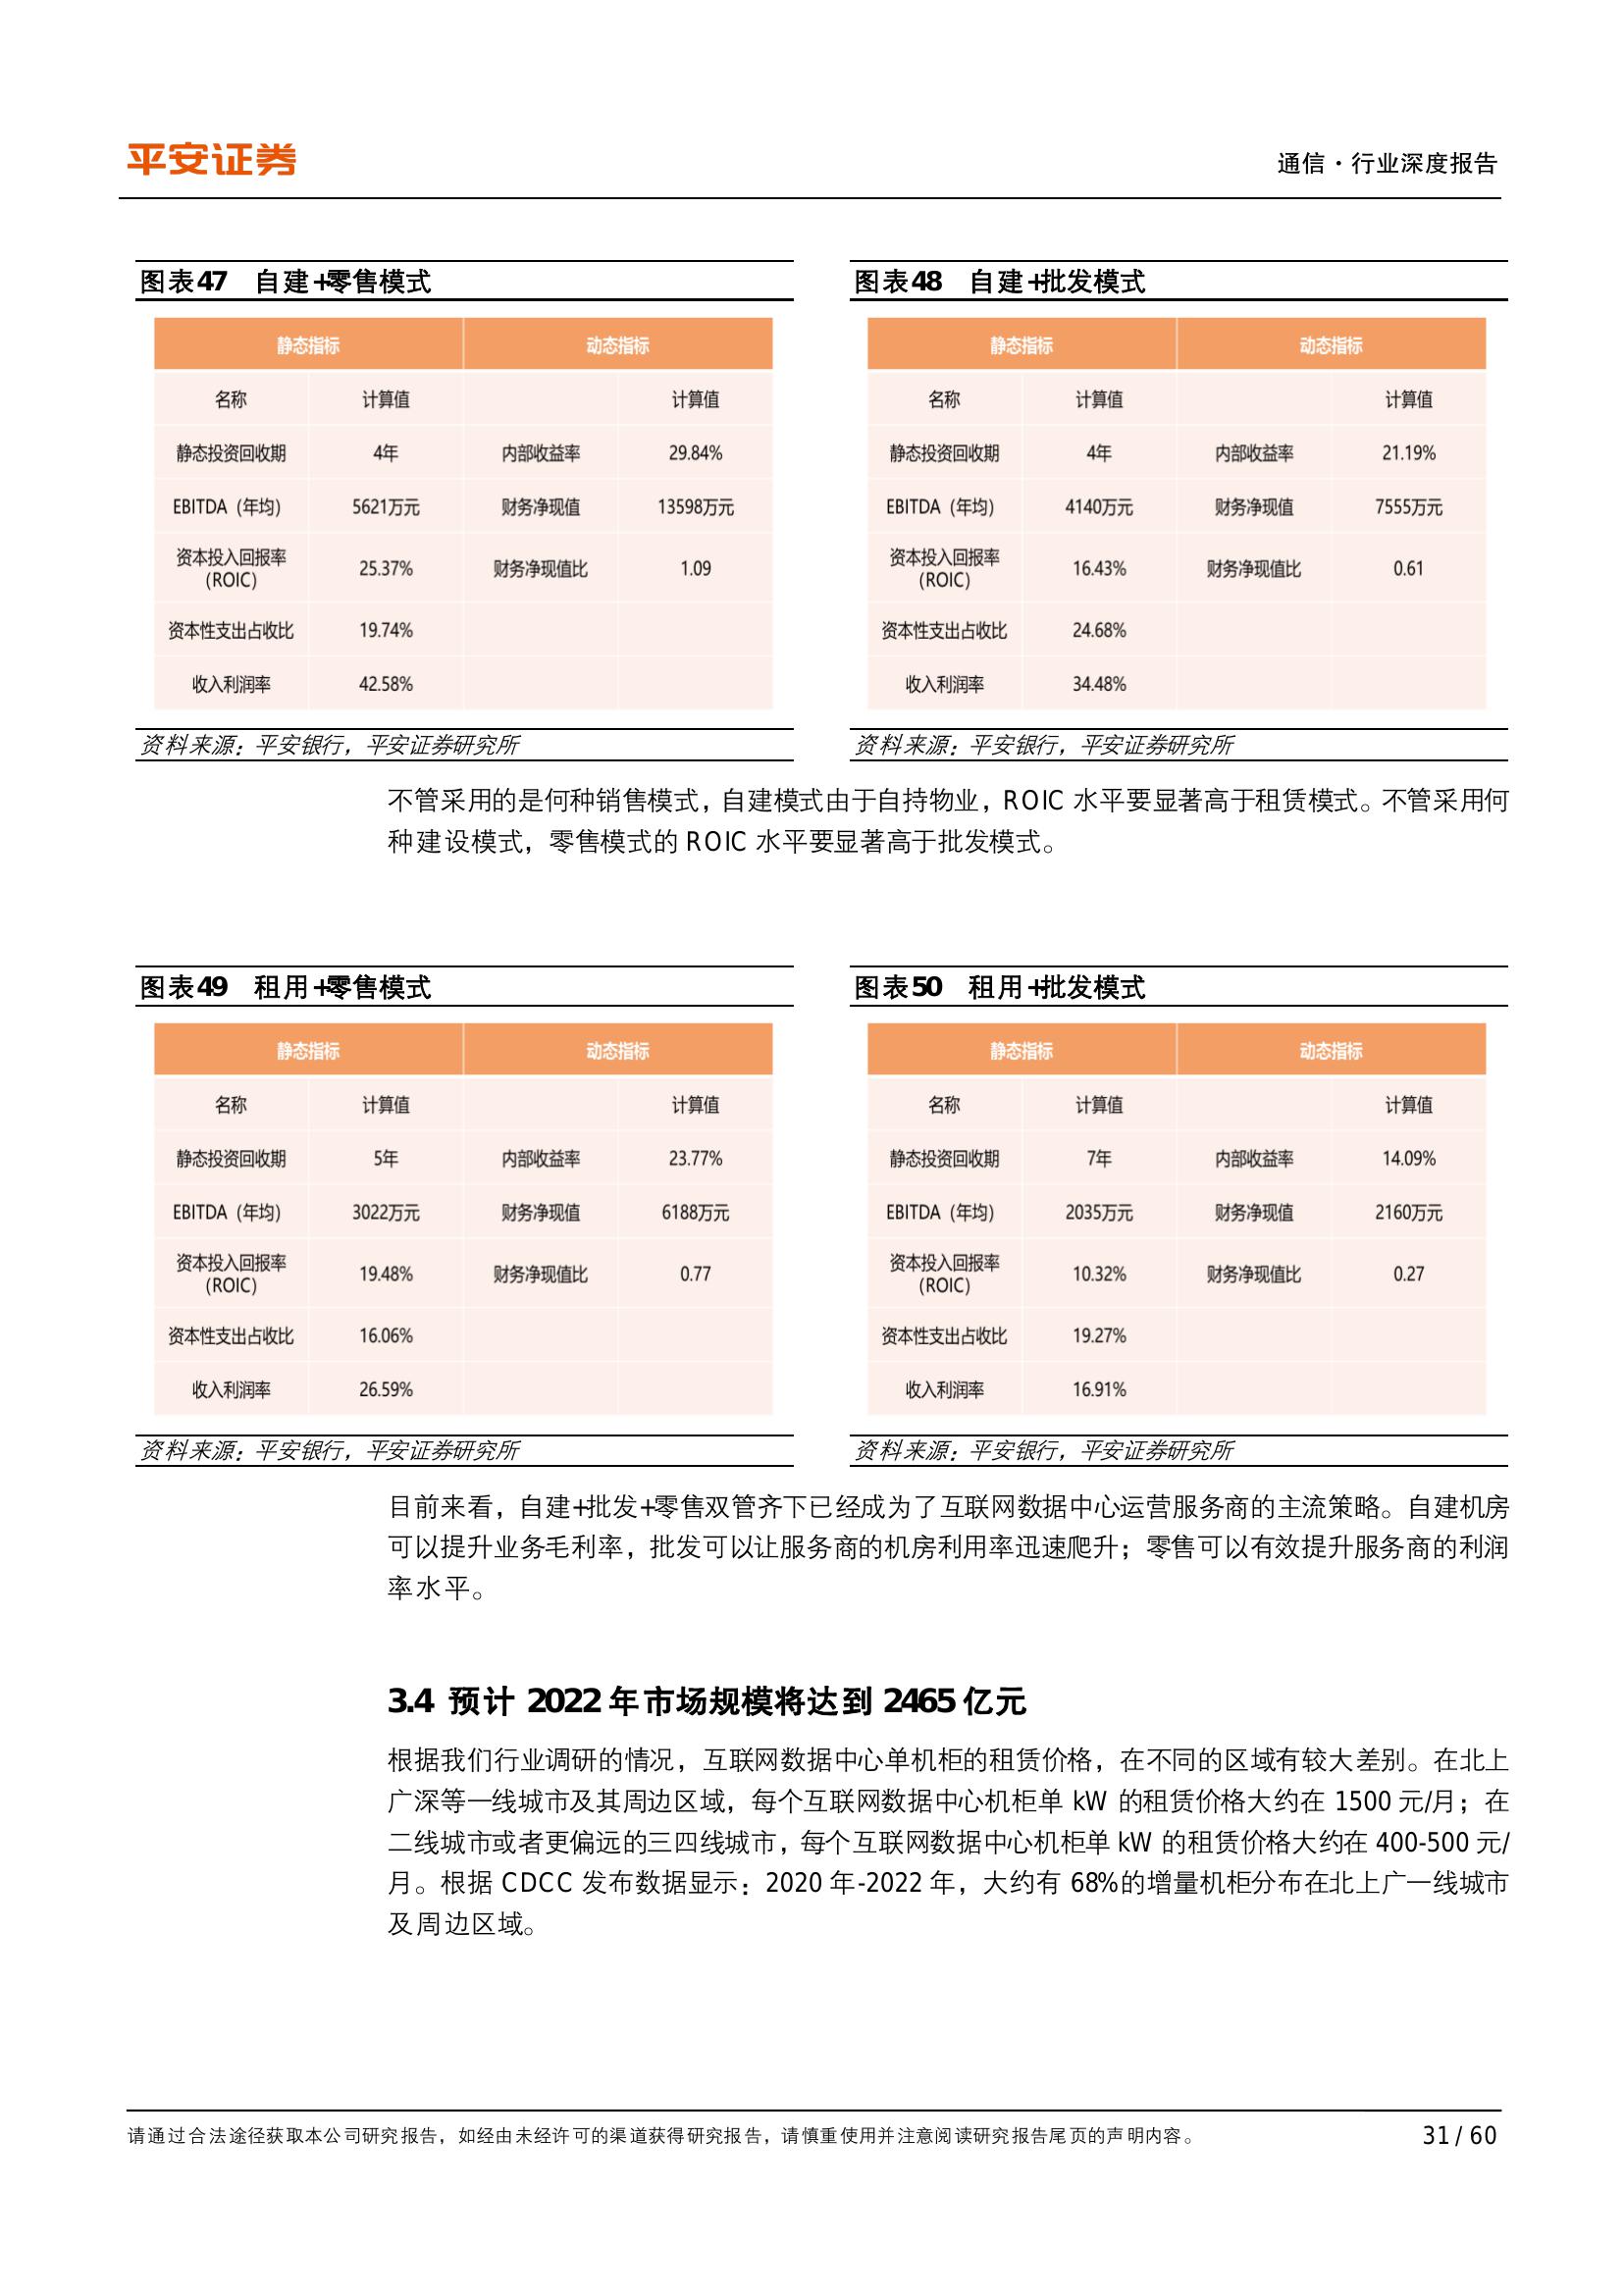 平安证券
通信·行业深度报告
图表47 自建+零售模式
静态指标 动态指标
名称 计算值 计算值
静态投资回收期 4年 内部收益率 29.84%
EBITDA（年均） 5621万元 财务净现值 13598万元
资本投入回报率
（ROIC） 25.37% 财务净现值比 1.09
资本性支出占收比 19.74%
收入利润率 42.58%
资料来源：平安银行，平安证券研究所
图表48 自建+批发模式
静态指标 动态指标
名称 计算值 计算值
静态投资回收期 4年 内部收益率 21.19%
EBITDA（年均） 4140万元 财务净现值 7555万元
资本投入回报率
（ROIC） 16.43% 财务净现值比 0.61
资本性支出占收比 24.68%
收入利润率 34.48%
资料来源：平安银行，平安证券研究所
不管采用的是何种销售模式，自建模式由于自持物业，ROIC 水平要显著高于租赁模式。不管采用何
种建设模式，零售模式的 ROIC 水平要显著高于批发模式。
图表49 租用+零售模式
静态指标 动态指标
名称 计算值 计算值
静态投资回收期 5年 内部收益率 23.77%
EBITDA（年均） 3022万元 财务净现值 6188万元
资本投入回报率
（ROIC） 19.48% 财务净现值比 0.77
资本性支出占收比 16.06%
收入利润率 26.59%
资料来源：平安银行，平安证券研究所
图表50 租用+批发模式
静态指标 动态指标
名称 计算值 计算值
静态投资回收期 7年 内部收益率 14.09%
EBITDA（年均） 2035万元 财务净现值 2160万元
资本投入回报率
（ROIC） 10.32% 财务净现值比 0.27
资本性支出占收比 19.27%
收入利润率 16.91%
资料来源：平安银行，平安证券研究所
目前来看，自建+批发+零售双管齐下已经成为了互联网数据中心运营服务商的主流策略。自建机房
可以提升业务毛利率，批发可以让服务商的机房利用率迅速爬升；零售可以有效提升服务商的利润
率水平。
3.4 预计 2022 年市场规模将达到 2465 亿元
根据我们行业调研的情况，互联网数据中心单机柜的租赁价格，在不同的区域有较大差别。在北上
广深等一线城市及其周边区域，每个互联网数据中心机柜单 kW 的租赁价格大约在 1500 元/月；在
二线城市或者更偏远的三四线城市，每个互联网数据中心机柜单 kW 的租赁价格大约在 400-500 元/
月。根据 CDCC 发布数据显示：2020 年-2022 年，大约有 68%的增量机柜分布在北上广一线城市
及周边区域。
请通过合法途径获取本公司研究报告，如经由未经许可的渠道获得研究报告，请慎重使用并注意阅读研究报告尾页的声明内容。
31 / 60